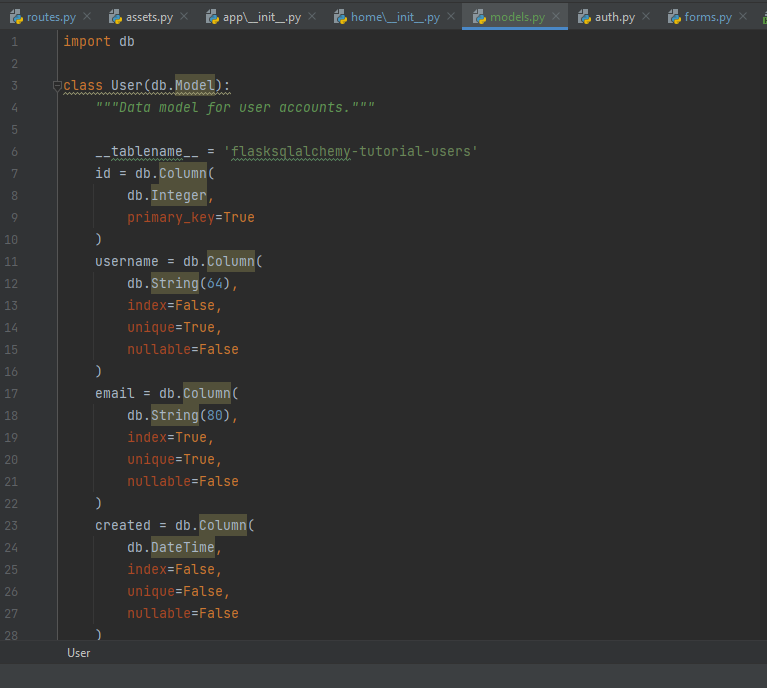 routes.py assets.py app\__init__.py home\__init__.py models.py auth.py forms.py
1 import db
2
3 class User(db.Model):
4 """Data model for user accounts."""
5
6 __tablename__ = 'flasksqlalchemy-tutorial-users'
7 id = db.Column(
8 db.Integer,
9 primary_key=True
10 )
11 username = db.Column(
12 db.String(64),
13 index=False,
14 unique=True,
15 nullable=False
16 )
17 email = db.Column(
18 db.String(80),
19 index=True,
20 unique=True,
21 nullable=False
22 )
23 created = db.Column(
24 db.DateTime,
25 index=False,
26 unique=False,
27 nullable=False
28 )
User